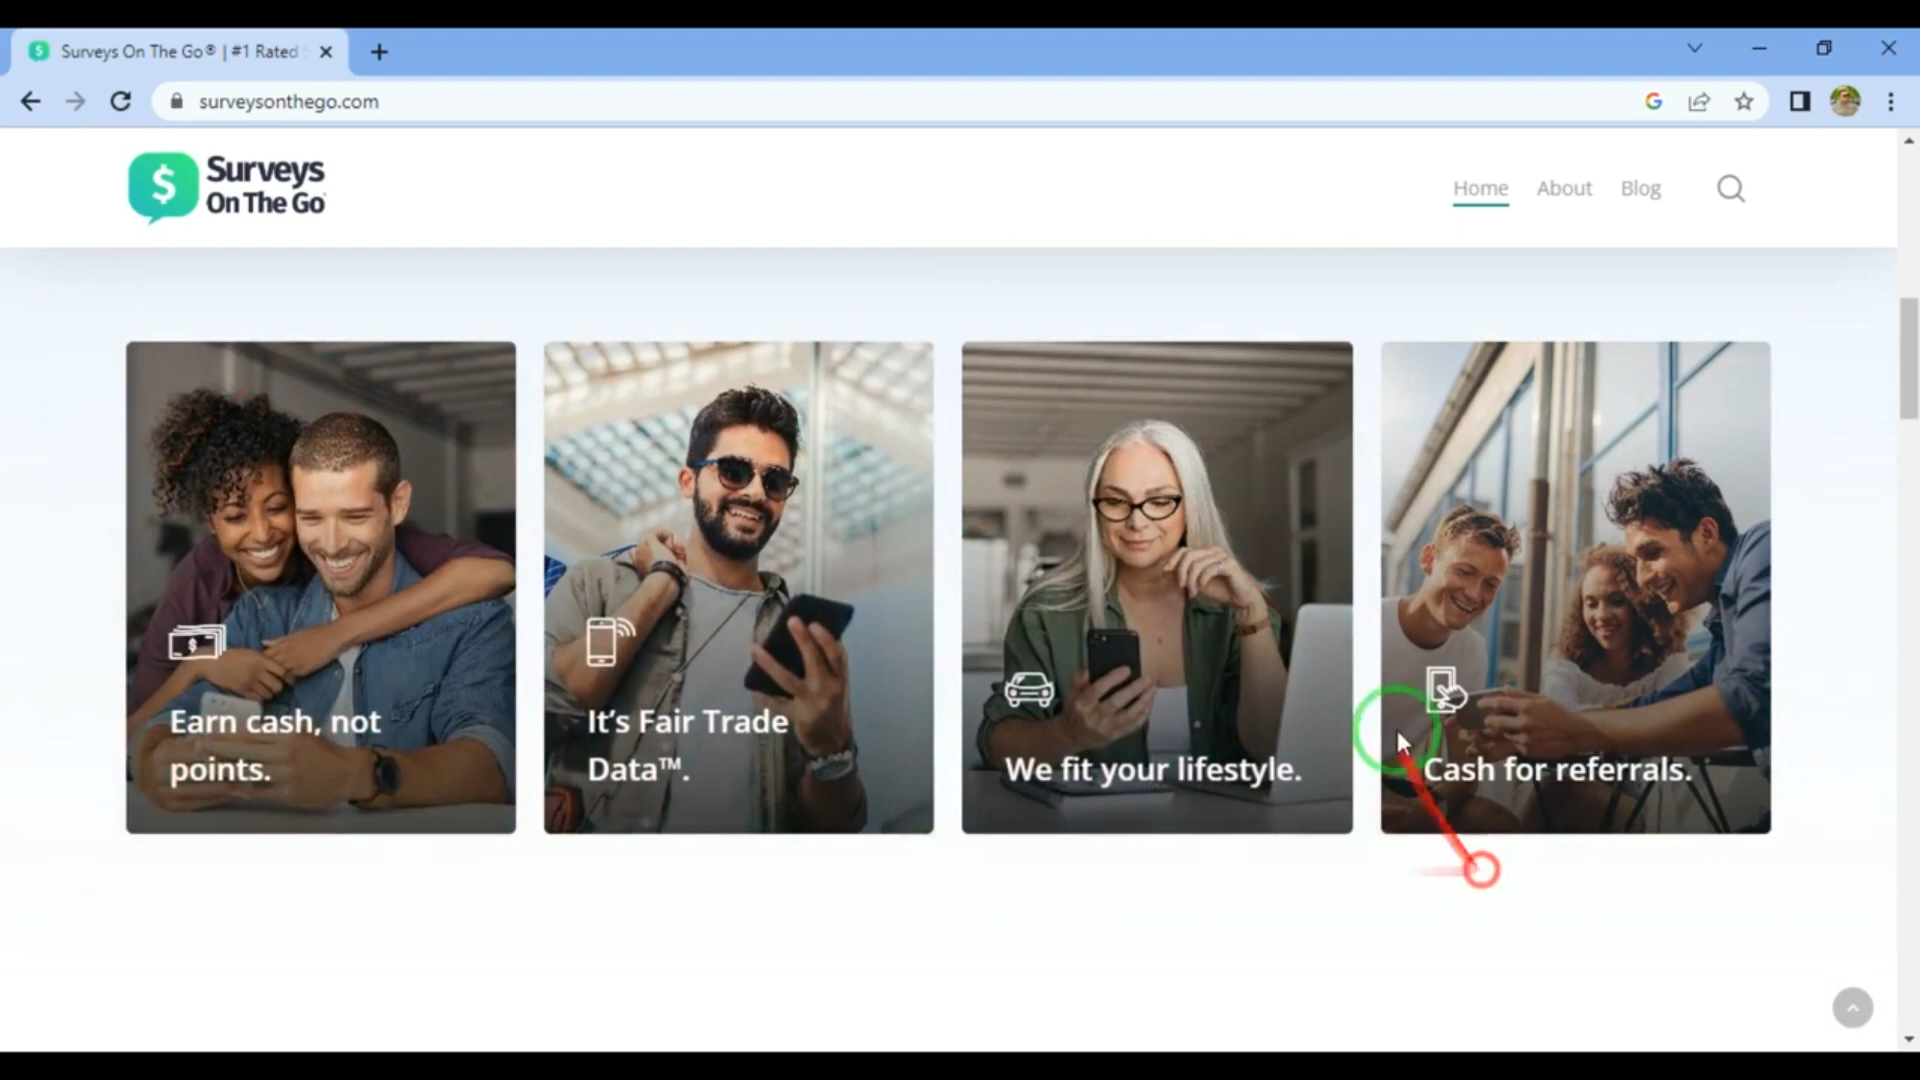 Surveys On The Go® | #1 Rated
surveysonthego.com
Surveys
On The Go
Home
About
Blog
Earn cash, not
points.
It's Fair Trade
Data™.
We fit your lifestyle.
Cash for referrals.